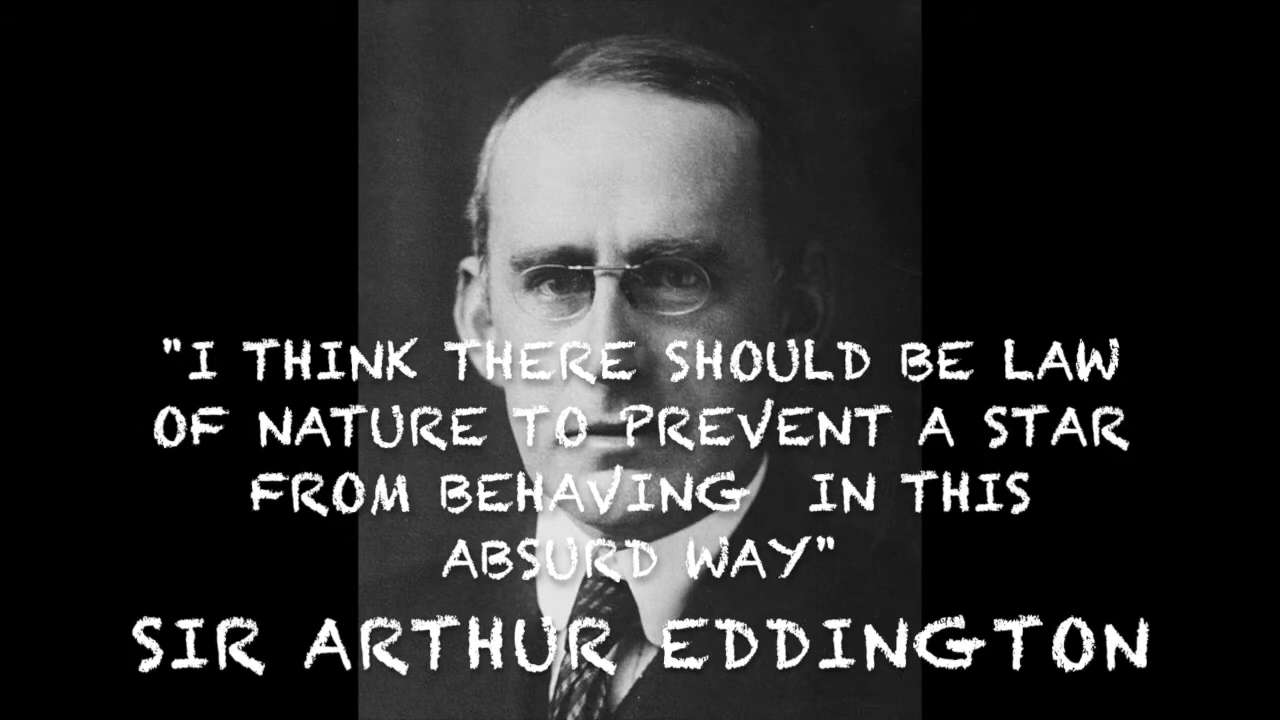 "I THINK THERE SHOULD BE LAW
OF NATURE TO PREVENT A STAR
FROM BEHAVING IN THIS
ABSURD WAY"
SIR ARTHUR EDDINGTON